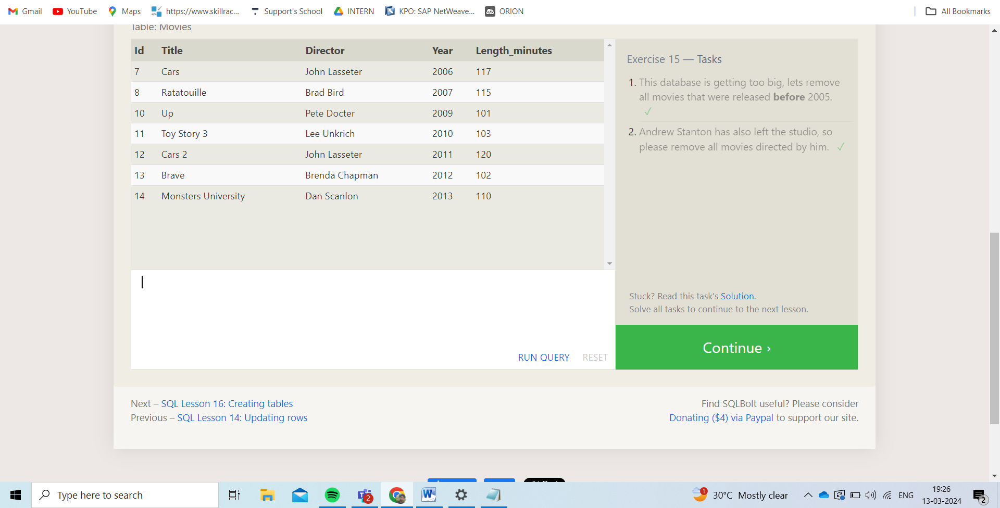 Gmail YouTube Maps https://www.skillrac... Support's School INTERN KPO: SAP NetWeave... ORION All Bookmarks
Table: Movies
Id Title Director Year Length_minutes
7 Cars John Lasseter 2006 117
8 Ratatouille Brad Bird 2007 115
10 Up Pete Docter 2009 101
11 Toy Story 3 Lee Unkrich 2010 103
12 Cars 2 John Lasseter 2011 120
13 Brave Brenda Chapman 2012 102
14 Monsters University Dan Scanlon 2013 110
RUN QUERY RESET
Exercise 15 — Tasks
1. This database is getting too big, lets remove
all movies that were released before 2005.
✓
2. Andrew Stanton has also left the studio, so
please remove all movies directed by him. ✓
Stuck? Read this task's Solution.
Solve all tasks to continue to the next lesson.
Continue ›
Next – SQL Lesson 16: Creating tables
Previous – SQL Lesson 14: Updating rows
Find SQLBolt useful? Please consider
Donating ($4) via Paypal to support our site.
Type here to search
2
1
30°C Mostly clear
ENG
19:26
13-03-2024
2